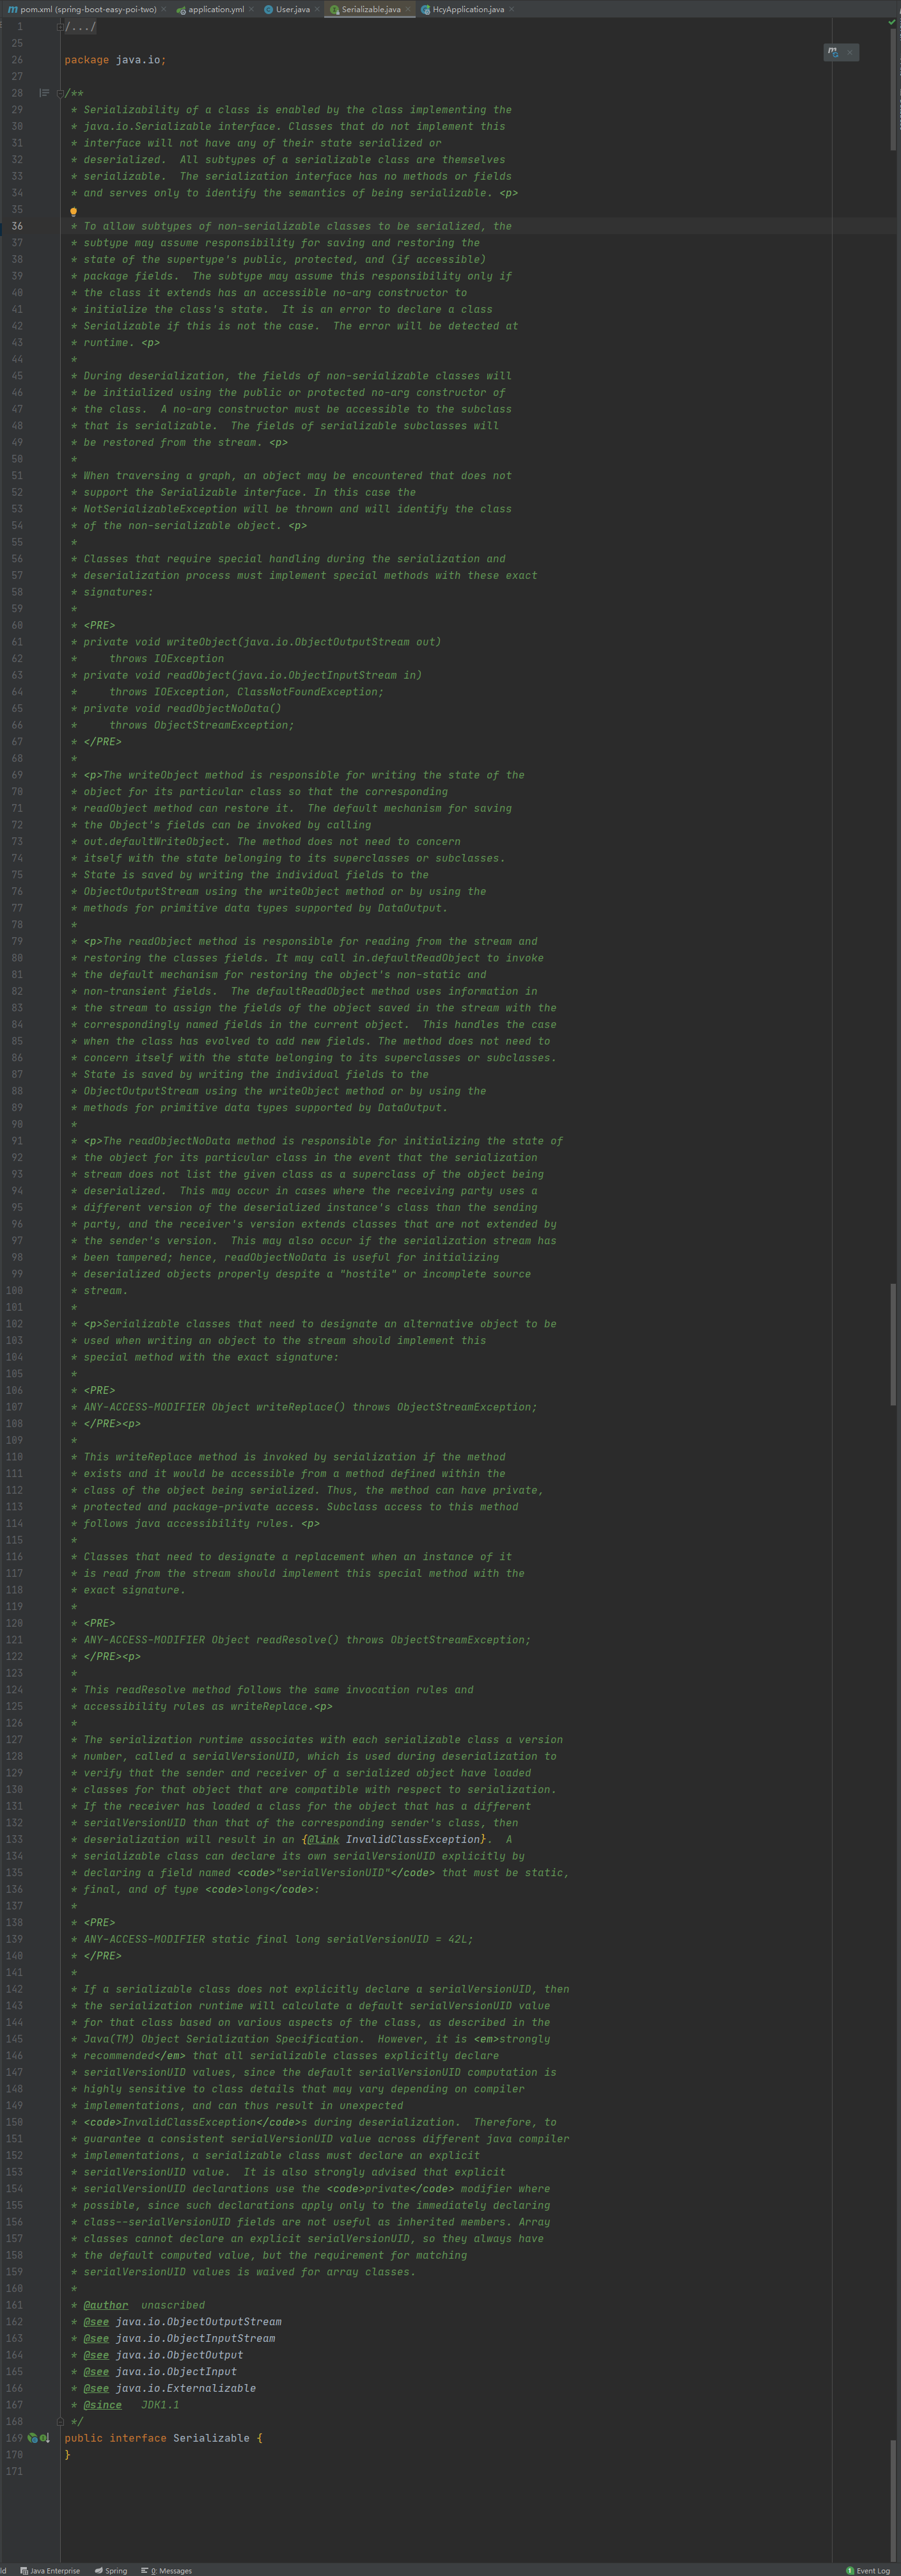 pom.xml (spring-boot-easy-poi-two) × application.yml × User.java × Serializable.java × HcyApplication.java ×
1 /.../
25
26 package java.io;
27
28 /**
29 * Serializability of a class is enabled by the class implementing the
30 * java.io.Serializable interface. Classes that do not implement this
31 * interface will not have any of their state serialized or
32 * deserialized.  All subtypes of a serializable class are themselves
33 * serializable.  The serialization interface has no methods or fields
34 * and serves only to identify the semantics of being serializable. <p>
35
36 * To allow subtypes of non-serializable classes to be serialized, the
37 * subtype may assume responsibility for saving and restoring the
38 * state of the supertype's public, protected, and (if accessible)
39 * package fields.  The subtype may assume this responsibility only if
40 * the class it extends has an accessible no-arg constructor to
41 * initialize the class's state.  It is an error to declare a class
42 * Serializable if this is not the case.  The error will be detected at
43 * runtime. <p>
44 *
45 * During deserialization, the fields of non-serializable classes will
46 * be initialized using the public or protected no-arg constructor of
47 * the class.  A no-arg constructor must be accessible to the subclass
48 * that is serializable.  The fields of serializable subclasses will
49 * be restored from the stream. <p>
50 *
51 * When traversing a graph, an object may be encountered that does not
52 * support the Serializable interface. In this case the
53 * NotSerializableException will be thrown and will identify the class
54 * of the non-serializable object. <p>
55 *
56 * Classes that require special handling during the serialization and
57 * deserialization process must implement special methods with these exact
58 * signatures:
59 *
60 * <PRE>
61 * private void writeObject(java.io.ObjectOutputStream out)
62 *     throws IOException
63 * private void readObject(java.io.ObjectInputStream in)
64 *     throws IOException, ClassNotFoundException;
65 * private void readObjectNoData()
66 *     throws ObjectStreamException;
67 * </PRE>
68 *
69 * <p>The writeObject method is responsible for writing the state of the
70 * object for its particular class so that the corresponding
71 * readObject method can restore it.  The default mechanism for saving
72 * the Object's fields can be invoked by calling
73 * out.defaultWriteObject. The method does not need to concern
74 * itself with the state belonging to its superclasses or subclasses.
75 * State is saved by writing the individual fields to the
76 * ObjectOutputStream using the writeObject method or by using the
77 * methods for primitive data types supported by DataOutput.
78 *
79 * <p>The readObject method is responsible for reading from the stream and
80 * restoring the classes fields. It may call in.defaultReadObject to invoke
81 * the default mechanism for restoring the object's non-static and
82 * non-transient fields.  The defaultReadObject method uses information in
83 * the stream to assign the fields of the object saved in the stream with the
84 * correspondingly named fields in the current object.  This handles the case
85 * when the class has evolved to add new fields. The method does not need to
86 * concern itself with the state belonging to its superclasses or subclasses.
87 * State is saved by writing the individual fields to the
88 * ObjectOutputStream using the writeObject method or by using the
89 * methods for primitive data types supported by DataOutput.
90 *
91 * <p>The readObjectNoData method is responsible for initializing the state of
92 * the object for its particular class in the event that the serialization
93 * stream does not list the given class as a superclass of the object being
94 * deserialized.  This may occur in cases where the receiving party uses a
95 * different version of the deserialized instance's class than the sending
96 * party, and the receiver's version extends classes that are not extended by
97 * the sender's version.  This may also occur if the serialization stream has
98 * been tampered; hence, readObjectNoData is useful for initializing
99 * deserialized objects properly despite a "hostile" or incomplete source
100 * stream.
101 *
102 * <p>Serializable classes that need to designate an alternative object to be
103 * used when writing an object to the stream should implement this
104 * special method with the exact signature:
105 *
106 * <PRE>
107 * ANY-ACCESS-MODIFIER Object writeReplace() throws ObjectStreamException;
108 * </PRE><p>
109 *
110 * This writeReplace method is invoked by serialization if the method
111 * exists and it would be accessible from a method defined within the
112 * class of the object being serialized. Thus, the method can have private,
113 * protected and package-private access. Subclass access to this method
114 * follows java accessibility rules. <p>
115 *
116 * Classes that need to designate a replacement when an instance of it
117 * is read from the stream should implement this special method with the
118 * exact signature.
119 *
120 * <PRE>
121 * ANY-ACCESS-MODIFIER Object readResolve() throws ObjectStreamException;
122 * </PRE><p>
123 *
124 * This readResolve method follows the same invocation rules and
125 * accessibility rules as writeReplace.<p>
126 *
127 * The serialization runtime associates with each serializable class a version
128 * number, called a serialVersionUID, which is used during deserialization to
129 * verify that the sender and receiver of a serialized object have loaded
130 * classes for that object that are compatible with respect to serialization.
131 * If the receiver has loaded a class for the object that has a different
132 * serialVersionUID than that of the corresponding sender's class, then
133 * deserialization will result in an {@link InvalidClassException}.  A
134 * serializable class can declare its own serialVersionUID explicitly by
135 * declaring a field named <code>"serialVersionUID"</code> that must be static,
136 * final, and of type <code>long</code>:
137 *
138 * <PRE>
139 * ANY-ACCESS-MODIFIER static final long serialVersionUID = 42L;
140 * </PRE>
141 *
142 * If a serializable class does not explicitly declare a serialVersionUID, then
143 * the serialization runtime will calculate a default serialVersionUID value
144 * for that class based on various aspects of the class, as described in the
145 * Java(TM) Object Serialization Specification.  However, it is <em>strongly
146 * recommended</em> that all serializable classes explicitly declare
147 * serialVersionUID values, since the default serialVersionUID computation is
148 * highly sensitive to class details that may vary depending on compiler
149 * implementations, and can thus result in unexpected
150 * <code>InvalidClassException</code>s during deserialization.  Therefore, to
151 * guarantee a consistent serialVersionUID value across different java compiler
152 * implementations, a serializable class must declare an explicit
153 * serialVersionUID value.  It is also strongly advised that explicit
154 * serialVersionUID declarations use the <code>private</code> modifier where
155 * possible, since such declarations apply only to the immediately declaring
156 * class--serialVersionUID fields are not useful as inherited members. Array
157 * classes cannot declare an explicit serialVersionUID, so they always have
158 * the default computed value, but the requirement for matching
159 * serialVersionUID values is waived for array classes.
160 *
161 * @author  unascribed
162 * @see java.io.ObjectOutputStream
163 * @see java.io.ObjectInputStream
164 * @see java.io.ObjectOutput
165 * @see java.io.ObjectInput
166 * @see java.io.Externalizable
167 * @since   JDK1.1
168 */
169 public interface Serializable {
170 }
171
ld Java Enterprise Spring 0: Messages 1 Event Log